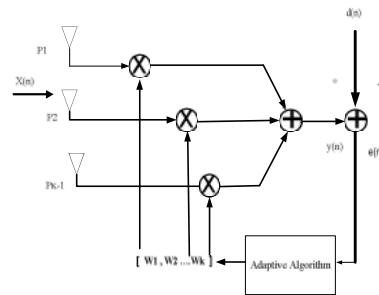 d(n)
P1
X(n)
P2
y(n)
e(n
PK-1
[ W1 , W2 ....Wk ]
Adaptive Algorithm